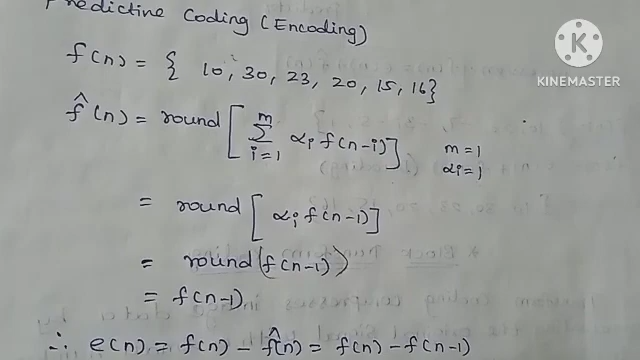 Predictive Coding (Encoding)
f(n) = { 10, 30, 23, 20, 15, 16}
f̂(n) = round [ Σ_{i=1}^{m} αᵢ f(n-i) ] m = 1
αᵢ = 1
= round [ αᵢ f(n-1) ]
= round (f(n-1))
= f(n-1)
∴ e(n) = f(n) - f̂(n) = f(n) - f(n-1)
K
KINEMASTER